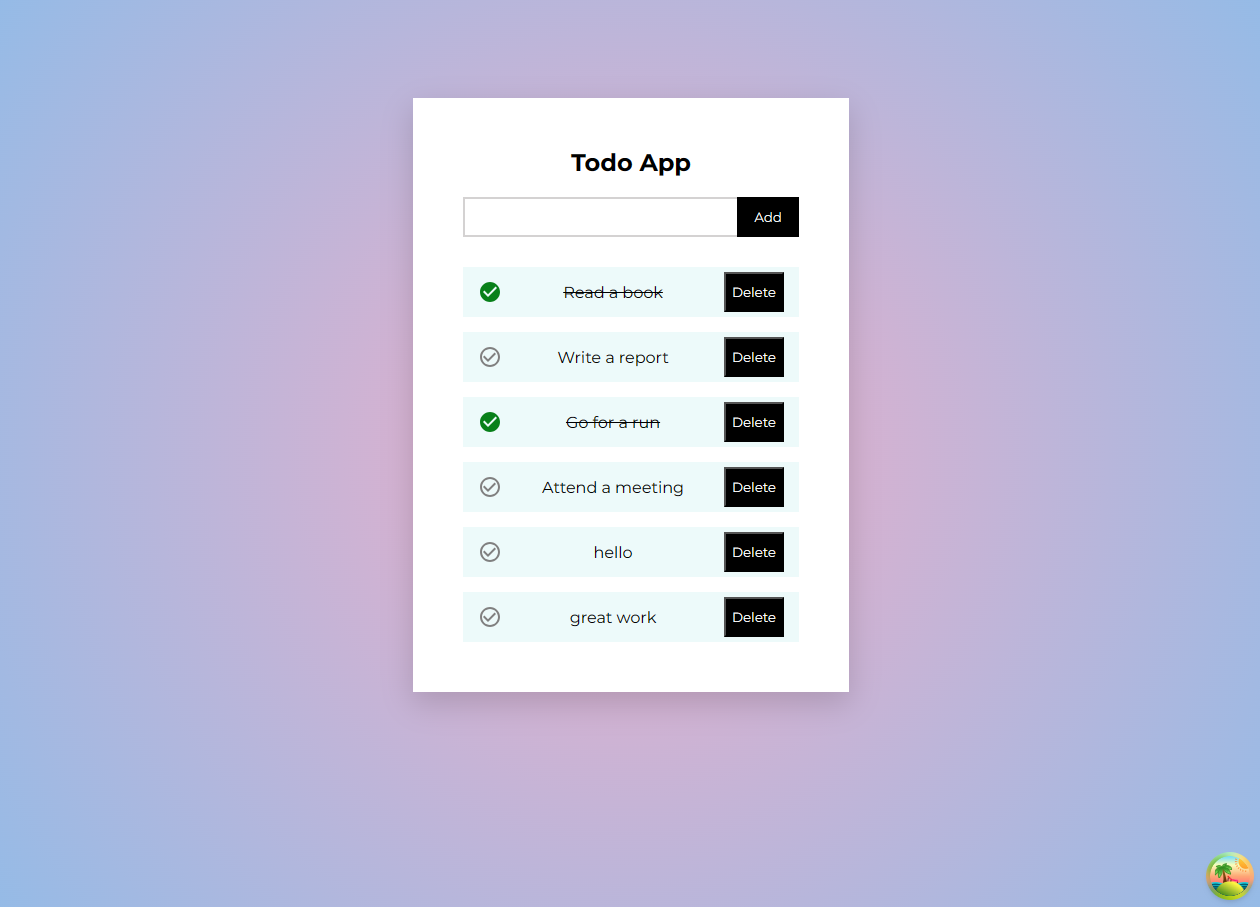 Todo App
Add
Read a book Delete
Write a report Delete
Go for a run Delete
Attend a meeting Delete
hello Delete
great work Delete